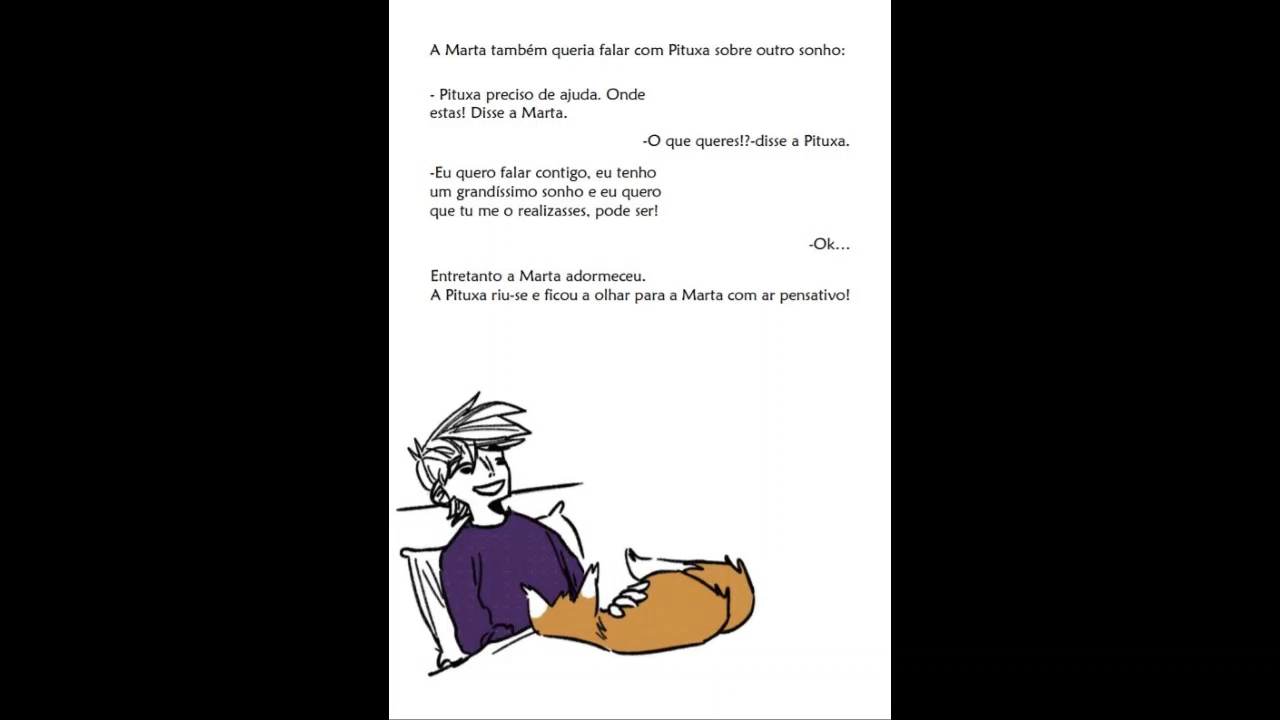 A Marta também queria falar com Pituxa sobre outro sonho:
- Pituxa preciso de ajuda. Onde
estas! Disse a Marta.
-O que queres!?-disse a Pituxa.
-Eu quero falar contigo, eu tenho
um grandíssimo sonho e eu quero
que tu me o realizasses, pode ser!
-Ok...
Entretanto a Marta adormeceu.
A Pituxa riu-se e ficou a olhar para a Marta com ar pensativo!